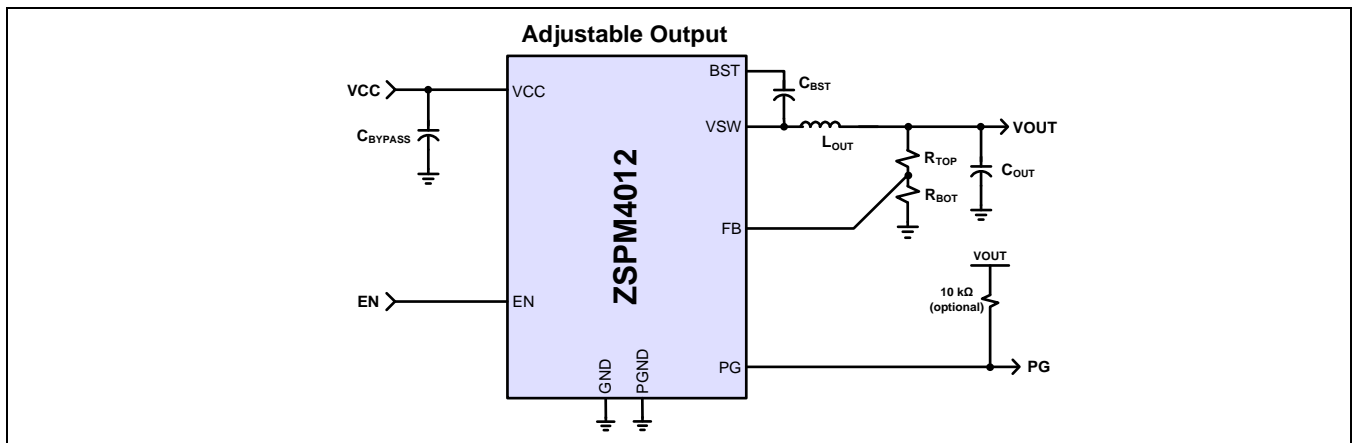 Adjustable Output
BST
CBST
VCC
VCC
VSW
VOUT
LOUT
CBYPASS
RTOP
COUT
RBOT
ZSPM4012
FB
VOUT
10 kΩ
(optional)
EN
EN
GND
PGND
PG
PG